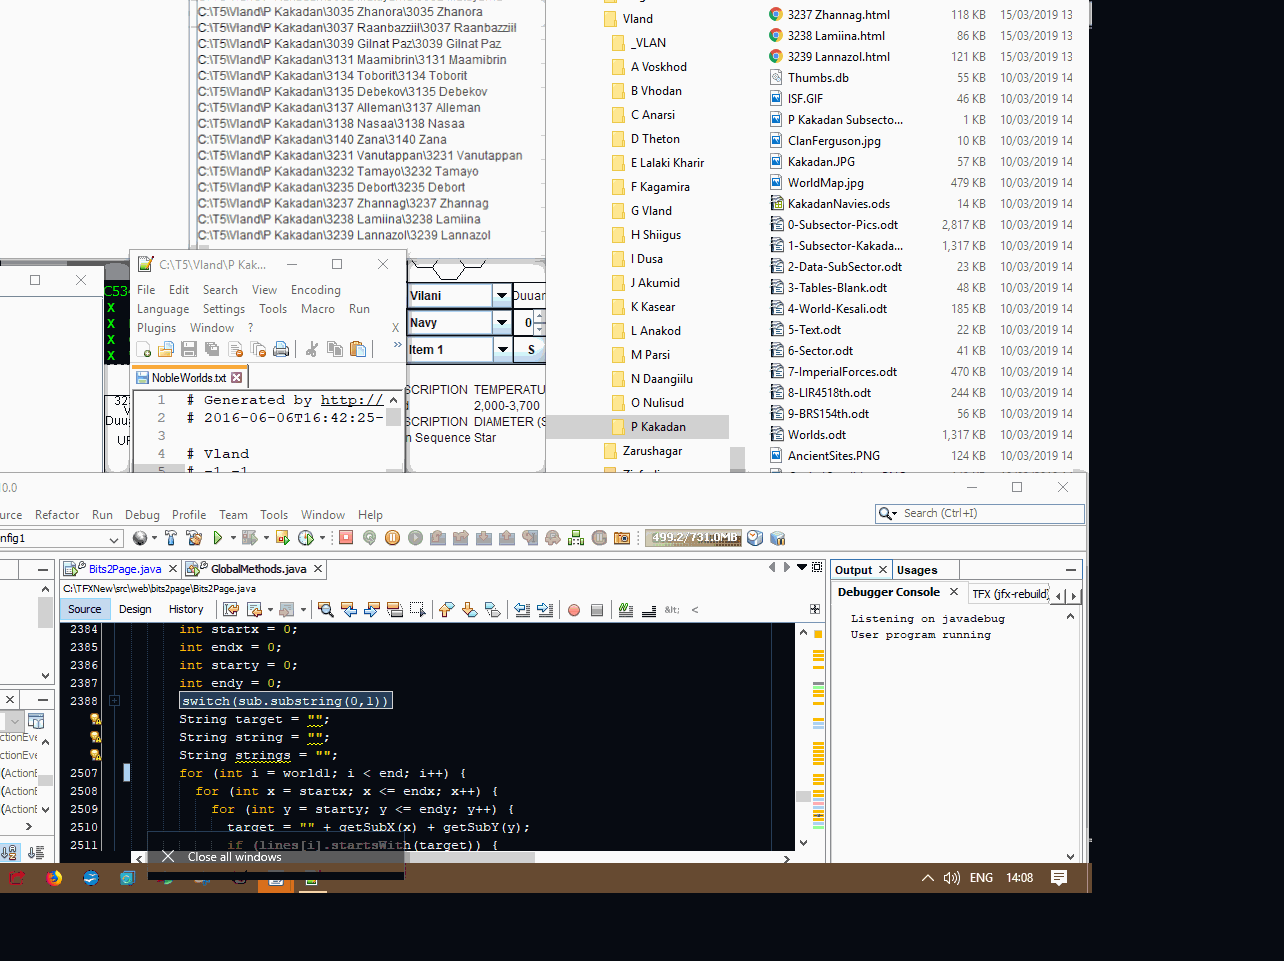 C:\T5\Vland\P Kakadan\3035 Zhanora\3035 Zhanora
C:\T5\Vland\P Kakadan\3037 Raanbazziil\3037 Raanbazziil
C:\T5\Vland\P Kakadan\3039 Gilnat Paz\3039 Gilnat Paz
C:\T5\Vland\P Kakadan\3131 Maamibrin\3131 Maamibrin
C:\T5\Vland\P Kakadan\3134 Toborit\3134 Toborit
C:\T5\Vland\P Kakadan\3135 Debekov\3135 Debekov
C:\T5\Vland\P Kakadan\3137 Alleman\3137 Alleman
C:\T5\Vland\P Kakadan\3138 Nasaa\3138 Nasaa
C:\T5\Vland\P Kakadan\3140 Zana\3140 Zana
C:\T5\Vland\P Kakadan\3231 Vanutappan\3231 Vanutappan
C:\T5\Vland\P Kakadan\3232 Tamayo\3232 Tamayo
C:\T5\Vland\P Kakadan\3235 Debort\3235 Debort
C:\T5\Vland\P Kakadan\3237 Zhannag\3237 Zhannag
C:\T5\Vland\P Kakadan\3238 Lamiina\3238 Lamiina
C:\T5\Vland\P Kakadan\3239 Lannazol\3239 Lannazol
Vland
_VLAN
A Voskhod
B Vhodan
C Anarsi
D Theton
E Lalaki Kharir
F Kagamira
G Vland
H Shiigus
I Dusa
J Akumid
K Kasear
L Anakod
M Parsi
N Daangiilu
O Nulisud
P Kakadan
Zarushagar
3237 Zhannag.html 118 KB 15/03/2019 13
3238 Lamiina.html 86 KB 15/03/2019 13
3239 Lannazol.html 121 KB 15/03/2019 13
Thumbs.db 55 KB 10/03/2019 14
ISF.GIF 46 KB 10/03/2019 14
P Kakadan Subsecto... 1 KB 10/03/2019 14
ClanFerguson.jpg 10 KB 10/03/2019 14
Kakadan.JPG 57 KB 10/03/2019 14
WorldMap.jpg 479 KB 10/03/2019 14
KakadanNavies.ods 14 KB 10/03/2019 14
0-Subsector-Pics.odt 2,817 KB 10/03/2019 14
1-Subsector-Kakada... 1,317 KB 10/03/2019 14
2-Data-SubSector.odt 23 KB 10/03/2019 14
3-Tables-Blank.odt 48 KB 10/03/2019 14
4-World-Kesali.odt 185 KB 10/03/2019 14
5-Text.odt 22 KB 10/03/2019 14
6-Sector.odt 41 KB 10/03/2019 14
7-ImperialForces.odt 470 KB 10/03/2019 14
8-LIR4518th.odt 244 KB 10/03/2019 14
9-BRS154th.odt 56 KB 10/03/2019 14
Worlds.odt 1,317 KB 10/03/2019 14
AncientSites.PNG 124 KB 10/03/2019 14
C534
X
X
X
X
C:\T5\Vland\P Kak...
File Edit Search View Encoding
Language Settings Tools Macro Run
Plugins Window ? X
NobleWorlds.txt
1 # Generated by http://
2 # 2016-06-06T16:42:25-
3
4 # Vland
5 # -1 -1
Vilani Duuar
Navy 0
Item 1 S
SCRIPTION TEMPERATU
2,000-3,700
SCRIPTION DIAMETER (S
n Sequence Star
Duu
10.0
ource Refactor Run Debug Profile Team Tools Window Help
Search (Ctrl+I)
nfig1 499.2/731.0MB
Bits2Page.java GlobalMethods.java
C:\TFXNew\src\web\bits2page\Bits2Page.java
Source Design History
2384 int startx = 0;
2385 int endx = 0;
2386 int starty = 0;
2387 int endy = 0;
2388 switch(sub.substring(0,1))
String target = "";
String string = "";
String strings = "";
2507 for (int i = world1; i < end; i++) {
2508 for (int x = startx; x <= endx; x++) {
2509 for (int y = starty; y <= endy; y++) {
2510 target = "" + getSubX(x) + getSubY(y);
2511 if (lines[i].startsWith(target)) {
ctionEve
ctionEve
(ActionE
(ActionE
(ActionE
Output Usages
Debugger Console TFX (jfx-rebuild)
Listening on javadebug
User program running
Close all windows
ENG 14:08